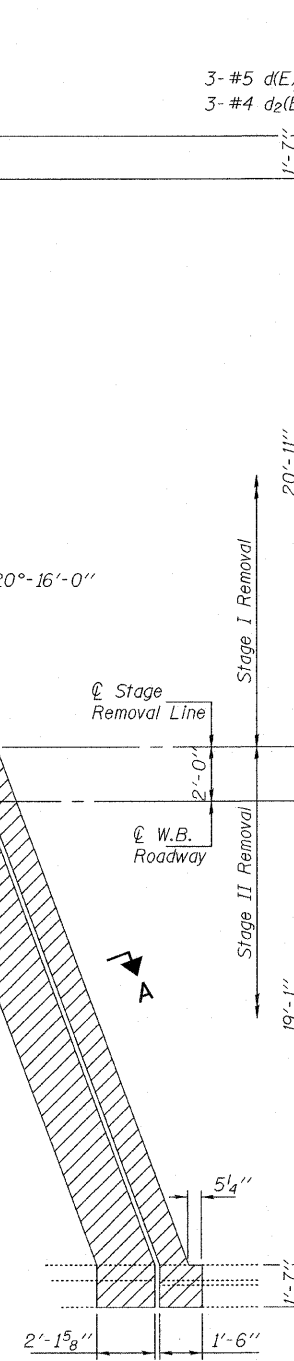 3- #5 d(E)
3- #4 d₂(E
1'-7"
20'-11"
Stage I Removal
20°-16'-0"
℄ Stage
Removal Line
2'-0"
℄ W.B.
Roadway
Stage II Removal
A
19'-1"
5¼"
1'-7"
2'-1⅝"
1'-6"